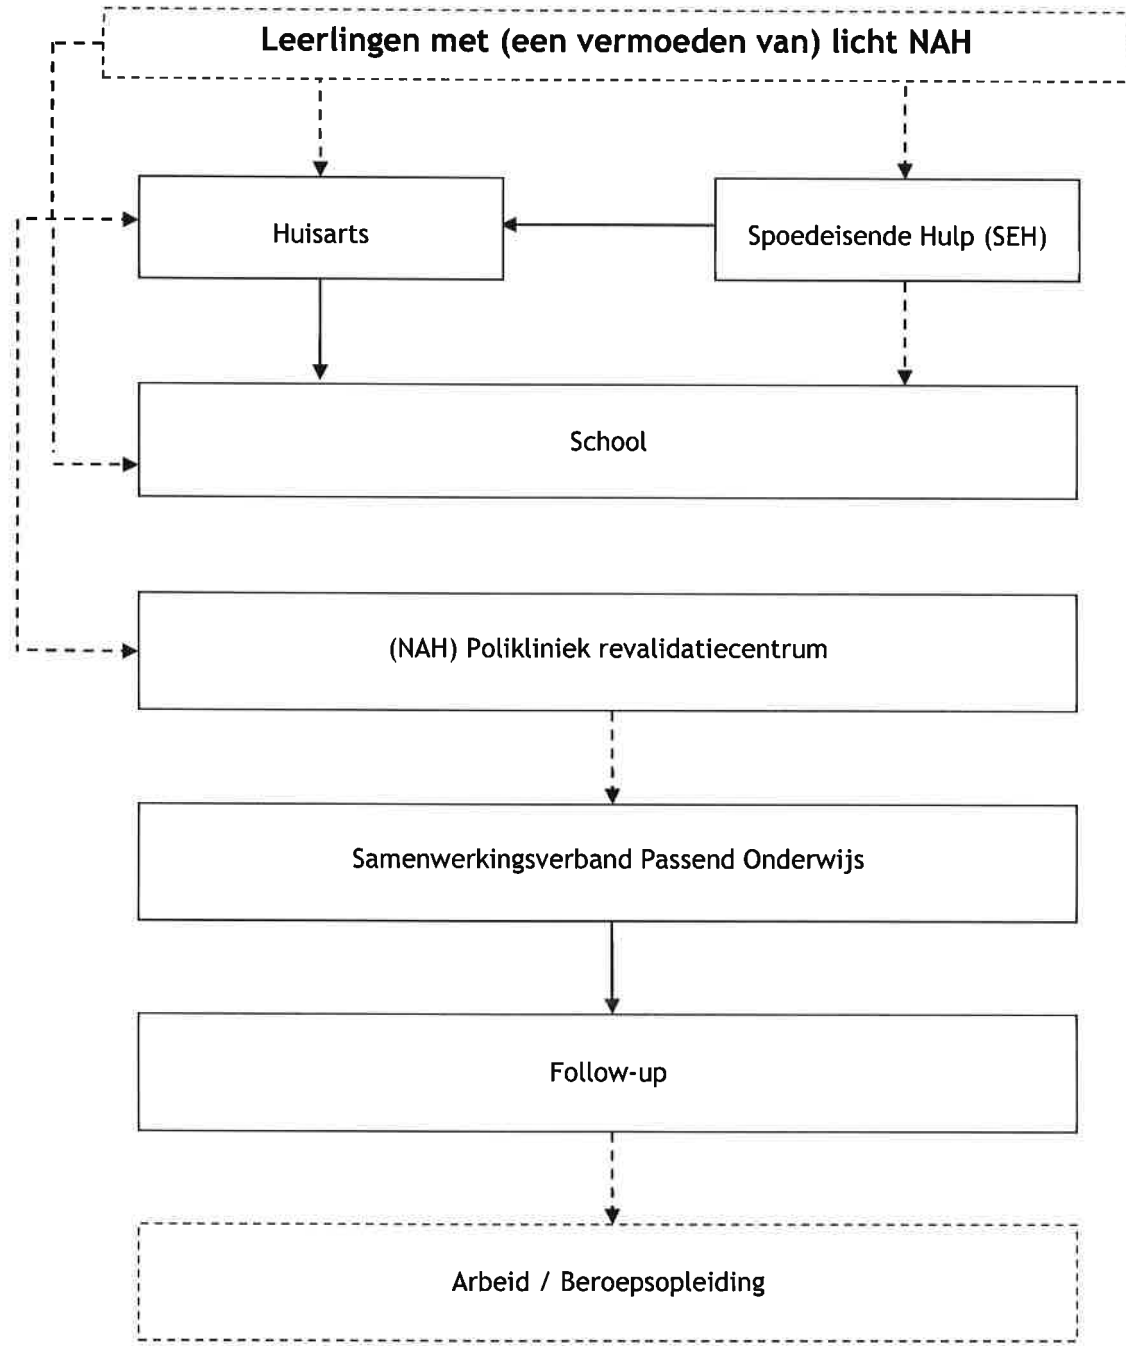 Leerlingen met (een vermoeden van) licht NAH
Huisarts
Spoedeisende Hulp (SEH)
School
(NAH) Polikliniek revalidatiecentrum
Samenwerkingsverband Passend Onderwijs
Follow-up
Arbeid / Beroepsopleiding